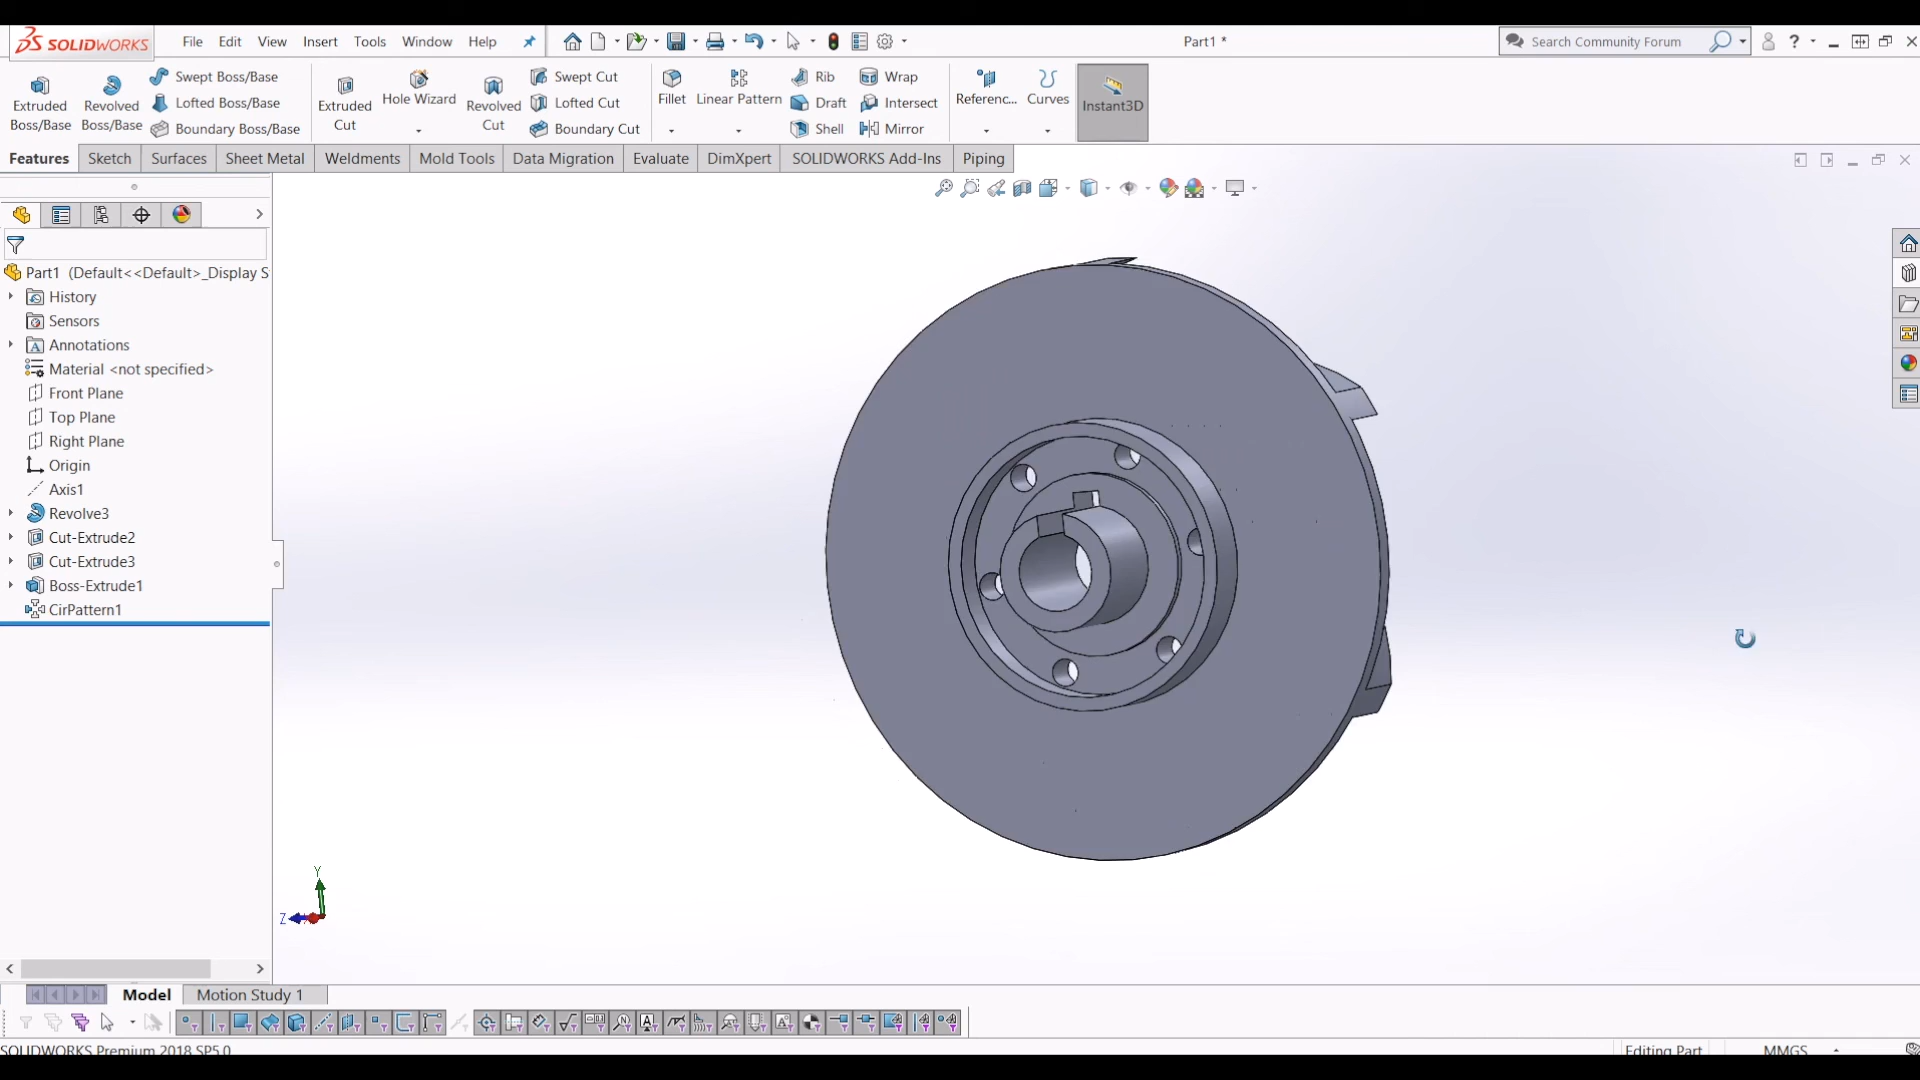 SOLIDWORKS File Edit View Insert Tools Window Help Part1 * Search Community Forum ?
Extruded Boss/Base Revolved Boss/Base Swept Boss/Base Lofted Boss/Base Boundary Boss/Base Extruded Cut Hole Wizard Revolved Cut Swept Cut Lofted Cut Boundary Cut Fillet Linear Pattern Rib Draft Shell Wrap Intersect Mirror Referenc... Curves Instant3D
Features Sketch Surfaces Sheet Metal Weldments Mold Tools Data Migration Evaluate DimXpert SOLIDWORKS Add-Ins Piping
Part1 (Default<<Default>_Display S
History
Sensors
Annotations
Material <not specified>
Front Plane
Top Plane
Right Plane
Origin
Axis1
Revolve3
Cut-Extrude2
Cut-Extrude3
Boss-Extrude1
CirPattern1
Y
Z
Model Motion Study 1
SOLIDWORKS Premium 2018 SP5.0 Editing Part MMGS